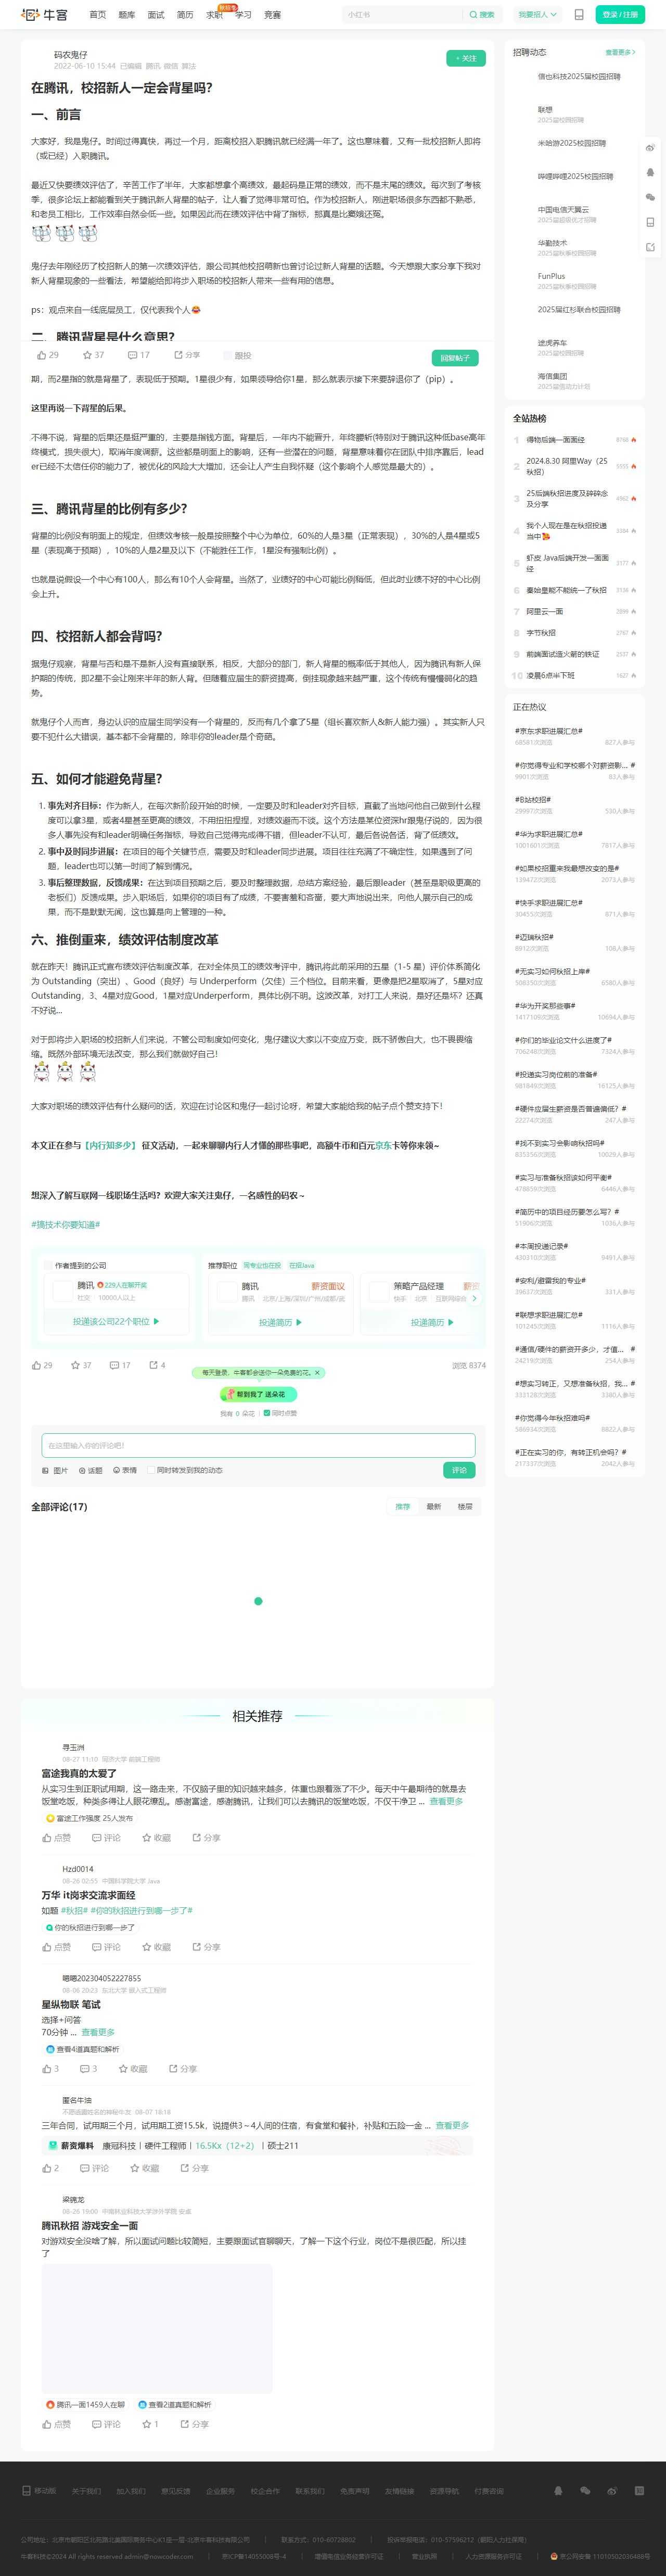 牛客
首页 题库 面试 简历 求职 学习 竞赛
小红书 搜索
我要招人
登录 / 注册
码农鬼仔
2022-06-10 15:44 已编辑 腾讯 微信 算法
+ 关注
在腾讯，校招新人一定会背星吗？
一、前言
大家好，我是鬼仔。时间过得真快，再过一个月，距离校招入职腾讯就已经满一年了。这也意味着，又有一批校招新人即将
（或已经）入职腾讯。
最近又快要绩效评估了，辛苦工作了半年，大家都想拿个高绩效，最起码是正常的绩效，而不是末尾的绩效。每次到了考核
季，很多论坛上都能看到关于腾讯新人背星的帖子，让人看了觉得非常可怕。作为校招新人，刚进职场很多东西都不熟悉，
和老员工相比，工作效率自然会低一些。如果因此而在绩效评估中背了指标，那真是比窦娥还冤。
鬼仔去年刚经历了校招新人的第一次绩效评估，跟公司其他校招萌新也曾讨论过新人背星的话题。今天想跟大家分享下我对
新人背星现象的一些看法，希望能给即将步入职场的校招新人带来一些有用的信息。
ps：观点来自一线底层员工，仅代表我个人
二、腾讯背星是什么意思？
29 37 17 分享 踩投
回复帖子
期，而2星指的就是背星了，表现低于预期。1星很少有，如果领导给你1星，那么就表示接下来要辞退你了（pip）。
这里再说一下背星的后果。
不得不说，背星的后果还是挺严重的，主要是指钱方面。背星后，一年内不能晋升，年终腰斩(特别对于腾讯这种低base高年
终模式，损失很大)，取消年度调薪。这些都是明面上的影响，还有一些潜在的问题，背星就意味着你在团队中排序靠后，lead
er已经不太信任你的能力了，被优化的风险大大增加，还会让人产生自我怀疑（这个影响个人感觉是最大的）。
三、腾讯背星的比例有多少？
背星的比例没有明面上的规定，但绩效考核一般是按照整个中心为单位，60%的人是3星（正常表现），30%的人是4星或5
星（表现高于预期），10%的人是2星及以下（不能胜任工作，1星没有强制比例）。
也就是说假设一个中心有100人，那么有10个人会背星。当然了，业绩好的中心可能比例稍低，但此时业绩不好的中心比例
会上升。
四、校招新人都会背吗？
据鬼仔观察，背星与否和是不是新人没有直接联系，相反，大部分的部门，新人背星的概率低于其他人，因为腾讯有新人保
护期的传统，即2星不会让刚来半年的新人背。但随着应届生的薪资提高，倒挂现象越来越严重，这个传统有慢慢弱化的趋
势。
就鬼仔个人而言，身边认识的应届生同学没有一个背星的，反而有几个拿了5星（组长喜欢新人&新人能力强）。其实新人只
要不犯什么大错误，基本都不会背星的，除非你的leader是个奇葩。
五、如何才能避免背星？
1. 事先对齐目标：作为新人，在每次新阶段开始的时候，一定要及时和leader对齐目标，直截了当地问他自己做到什么程
度可以拿3星，或者4星甚至更高的绩效，不用扭扭捏捏，对绩效避而不谈。这个方法是某位资深hr跟鬼仔说的，因为很
多人事先没有和leader明确任务指标，导致自己觉得完成得不错，但leader不认可，最后各说各话，背了低绩效。
2. 事中及时同步进展：在项目的每个关键节点，需要及时和leader同步进展。项目往往充满了不确定性，如果遇到了问
题，leader也可以第一时间了解到情况。
3. 事后整理数据，反馈成果：在达到项目预期之后，要及时整理数据，总结方案经验，最后跟leader（甚至是职级更高的
老板们）反馈成果。步入职场后，如果你的项目有了成绩，不要害羞和吝啬，要大声地说出来，向他人展示自己的成
果，而不是默默无闻，这也算是向上管理的一种。
六、推倒重来，绩效评估制度改革
就在昨天！腾讯正式宣布绩效评估制度改革，在对全体员工的绩效考评中，腾讯将此前采用的五星（1-5 星）评价体系简化
为 Outstanding（突出）、Good（良好）与 Underperform（欠佳）三个档位。目前来看，更像是把2星取消了，5星对应
Outstanding，3、4星对应Good，1星对应Underperform，具体比例不明。这波改革，对打工人来说，是好还是坏？还真
不好说...
对于即将步入职场的校招新人们来说，不管公司制度如何变化，鬼仔建议大家以不变应万变，既不骄傲自大，也不畏畏缩
缩。既然外部环境无法改变，那么我们就做好自己！
大家对职场的绩效评估有什么疑问的话，欢迎在讨论区和鬼仔一起讨论呀，希望大家能给我的帖子点个赞支持下！
本文正在参与【内行知多少】 征文活动，一起来聊聊内行人才懂的那些事吧，高额牛币和百元京东卡等你来领~
想深入了解互联网一线职场生活吗？欢迎大家关注鬼仔，一名感性的码农～
#搞技术你要知道#
作者提到的公司
腾讯 229人在聊开奖
社交 10000人以上
投递该公司22个职位
推荐职位 同专业也在投 在招Java
腾讯 薪资面议
腾讯 北京/上海/深圳/广州/成都/武
投递简历
策略产品经理 薪资
快手 北京 互联网综合
投递简历
29 37 17 4
浏览 8374
每天登录，牛客都会送你一朵免费的花。
帮到我了 送朵花
我有 0 朵花 同时点赞
在这里输入你的评论吧！
图片 话题 表情 同时转发到我的动态
评论
全部评论(17)
推荐 最新 楼层
相关推荐
寻玉洲
08-27 11:10 同济大学 前端工程师
富途我真的太爱了
从实习生到正职试用期，这一路走来，不仅脑子里的知识越来越多，体重也跟着涨了不少。每天中午最期待的就是去
饭堂吃饭，种类多得让人眼花缭乱。感谢富途，感谢腾讯，让我们可以去腾讯的饭堂吃饭，不仅干净卫 ... 查看更多
富途工作强度 25人发布
点赞 评论 收藏 分享
Hzd0014
08-26 02:55 中国科学院大学 Java
万华 it岗求交流求面经
如题 #秋招# #你的秋招进行到哪一步了#
你的秋招进行到哪一步了
点赞 评论 收藏 分享
嗯嗯202304052227855
08-06 20:23 东北大学 嵌入式工程师
星纵物联 笔试
选择+问答
70分钟 ... 查看更多
查看4道真题和解析
3 3 收藏 分享
匿名牛油
不愿透露姓名的神秘牛友 08-07 18:18
三年合同，试用期三个月，试用期工资15.5k，说提供3～4人间的住宿，有食堂和餐补，补贴和五险一金 ... 查看更多
薪资爆料 康冠科技｜硬件工程师｜16.5Kx（12+2）｜硕士211
2 评论 收藏 分享
梁锡龙
08-26 19:00 中南林业科技大学涉外学院 安卓
腾讯秋招 游戏安全一面
对游戏安全没啥了解，所以面试问题比较简短，主要跟面试官聊聊天，了解一下这个行业，岗位不是很匹配，所以挂
了
腾讯一面1459人在聊 查看2道真题和解析
点赞 评论 1 分享
招聘动态 查看更多
信也科技2025届校园招聘
联想
2025届校园招聘
米哈游2025校园招聘
哔哩哔哩2025校园招聘
中国电信天翼云
2025届超英优才招聘
华勤技术
2025届秋季校园招聘
FunPlus
2025届秋季校园招聘
2025届红杉联合校园招聘
途虎养车
2025届校园招聘
海信集团
2025届信动力计划
全站热榜
1 得物后端一面面经
2 2024.8.30 阿里Way（25
秋招）
3 25后端秋招进度及碎碎念
及分享
4 我个人现在是在秋招投递
当中
5 虾皮 Java后端开发一面面
经
6 秦始皇能不能统一了秋招
7 阿里云一面
8 字节秋招
9 前端面试造火箭的铁证
10 凌晨6点半下班
正在热议
#京东求职进展汇总#
68581次浏览 827人参与
#你觉得专业和学校哪个对薪资影... #
9901次浏览 83人参与
#B站校招#
29997次浏览 530人参与
#华为求职进展汇总#
1001601次浏览 7817人参与
#如果校招重来我最想改变的是#
139472次浏览 2073人参与
#快手求职进展汇总#
30455次浏览 871人参与
#迈瑞秋招#
8912次浏览 108人参与
#无实习如何秋招上岸#
508350次浏览 6580人参与
#华为开奖那些事#
1417108次浏览 10694人参与
#你们的毕业论文什么进度了#
706248次浏览 7324人参与
#投递实习岗位前的准备#
981849次浏览 16125人参与
#硬件应届生薪资是否普遍偏低？#
22274次浏览 247人参与
#找不到实习会影响秋招吗#
835356次浏览 10029人参与
#实习与准备秋招该如何平衡#
478859次浏览 6446人参与
#简历中的项目经历要怎么写？#
51906次浏览 1036人参与
#本周投递记录#
430310次浏览 9491人参与
#安利/避雷我的专业#
39637次浏览 331人参与
#联想求职进展汇总#
101245次浏览 1116人参与
#通信/硬件的薪资开多少，才值... #
24219次浏览 254人参与
#想实习转正，又想准备秋招，我... #
333128次浏览 3380人参与
#你觉得今年秋招难吗#
586934次浏览 8822人参与
#正在实习的你，有转正机会吗？#
217337次浏览 2042人参与
移动版 关于我们 加入我们 意见反馈 企业服务 校企合作 联系我们 免责声明 友情链接 资源导航 付费咨询
联系方式：010-60728802 投诉举报电话：010-57596212（朝阳人力社保局）
牛客科技©2024 All rights reserved admin@nowcoder.com 京ICP备14055008号-4 增值电信业务经营许可证 营业执照 人力资源服务许可证 京公网安备 11010502036488号